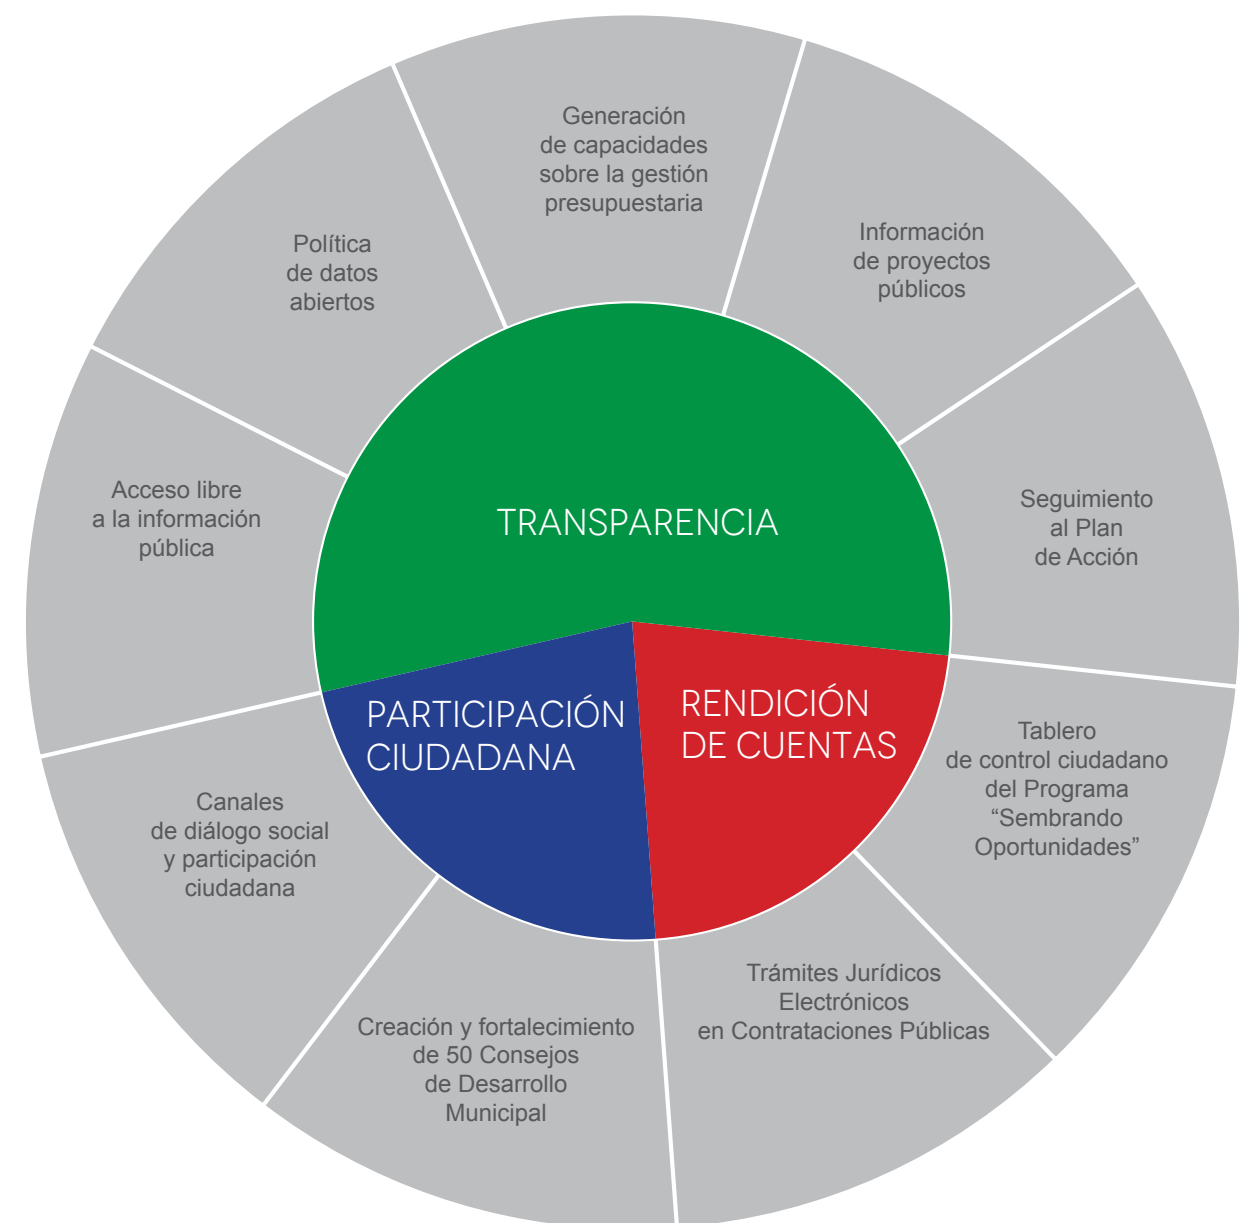 Generación
de capacidades
sobre la gestión
presupuestaria
Información
de proyectos
públicos
Política
de datos
abiertos
Acceso libre
a la información
pública
Seguimiento
al Plan
de Acción
TRANSPARENCIA
PARTICIPACIÓN
CIUDADANA
RENDICIÓN
DE CUENTAS
Tablero
de control ciudadano
del Programa
“Sembrando
Oportunidades”
Canales
de diálogo social
y participación
ciudadana
Trámites Jurídicos
Electrónicos
en Contrataciones Públicas
Creación y fortalecimiento
de 50 Consejos
de Desarrollo
Municipal